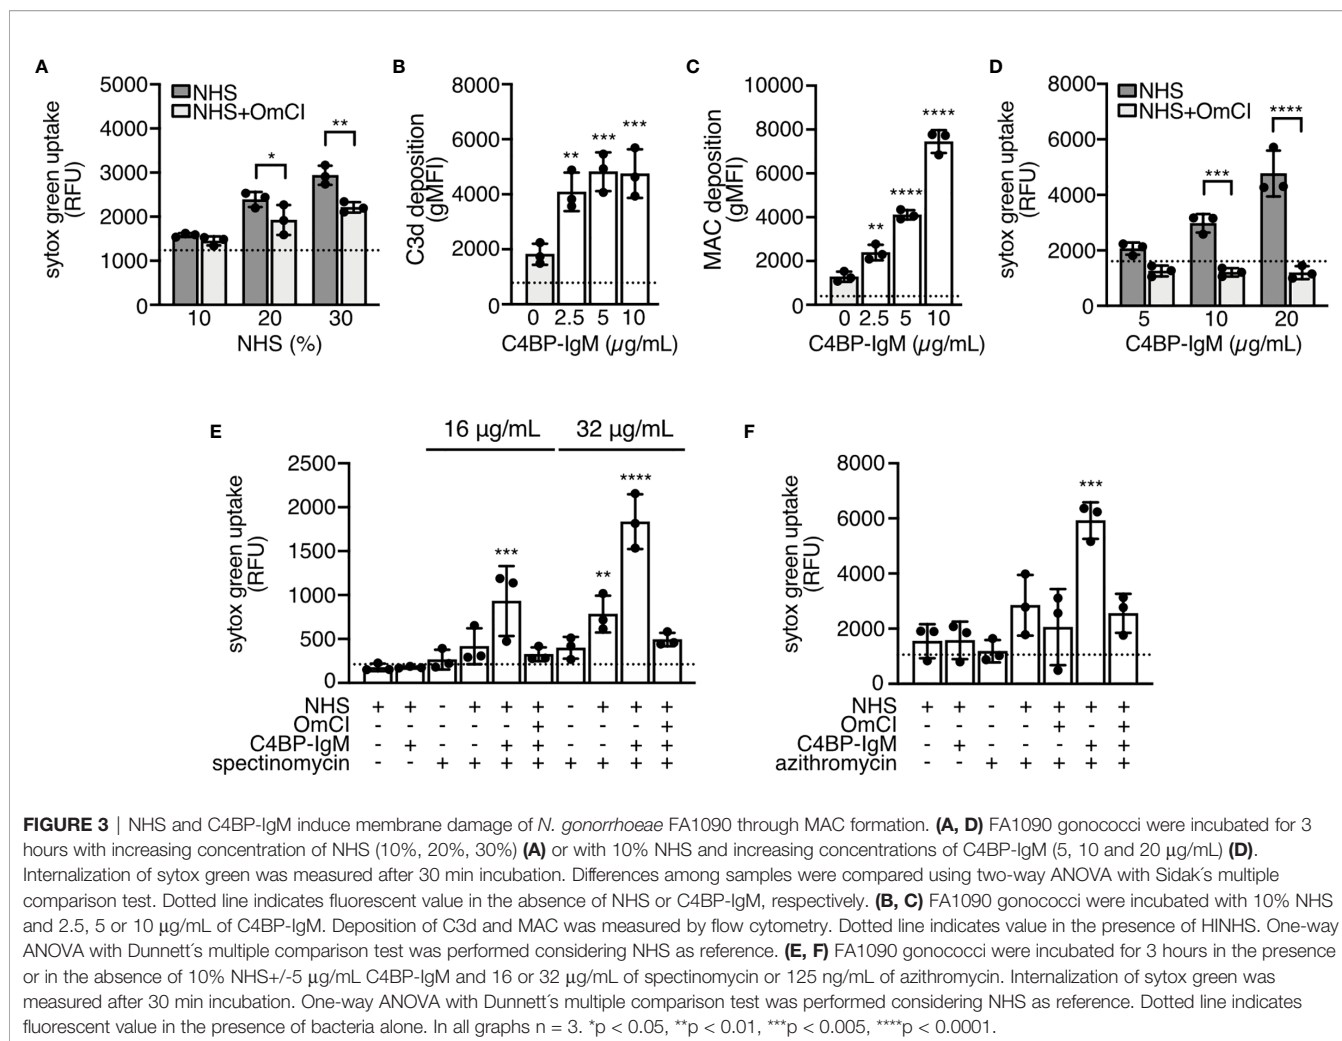 A
B
C
D
5000
4000
3000
2000
1000
0
sytox green uptake
(RFU)
NHS
NHS+OmCI
*
**
10 20 30
NHS (%)
8000
6000
4000
2000
0
C3d deposition
(gMFI)
**
***
***
0 2.5 5 10
C4BP-IgM (µg/mL)
10000
8000
6000
4000
2000
0
MAC deposition
(gMFI)
**
****
****
0 2.5 5 10
C4BP-IgM (µg/mL)
8000
6000
4000
2000
0
sytox green uptake
(RFU)
NHS
NHS+OmCI
***
****
5 10 20
C4BP-IgM (µg/mL)
E
16 µg/mL 32 µg/mL
2500
2000
1500
1000
500
0
sytox green uptake
(RFU)
***
**
****
NHS + + - + + + - + + +
OmCI - - - - - + - - - +
C4BP-IgM - + - - + + - - + +
spectinomycin - - + + + + + + + +
F
8000
6000
4000
2000
0
sytox green uptake
(RFU)
***
NHS + + - + + + +
OmCI - - - - + - +
C4BP-IgM - + - - - + +
azithromycin - - + + + + +
FIGURE 3 | NHS and C4BP-IgM induce membrane damage of N. gonorrhoeae FA1090 through MAC formation. (A, D) FA1090 gonococci were incubated for 3
hours with increasing concentration of NHS (10%, 20%, 30%) (A) or with 10% NHS and increasing concentrations of C4BP-IgM (5, 10 and 20 µg/mL) (D).
Internalization of sytox green was measured after 30 min incubation. Differences among samples were compared using two-way ANOVA with Sidak´s multiple
comparison test. Dotted line indicates fluorescent value in the absence of NHS or C4BP-IgM, respectively. (B, C) FA1090 gonococci were incubated with 10% NHS
and 2.5, 5 or 10 µg/mL of C4BP-IgM. Deposition of C3d and MAC was measured by flow cytometry. Dotted line indicates value in the presence of HINHS. One-way
ANOVA with Dunnett´s multiple comparison test was performed considering NHS as reference. (E, F) FA1090 gonococci were incubated for 3 hours in the presence
or in the absence of 10% NHS+/-5 µg/mL C4BP-IgM and 16 or 32 µg/mL of spectinomycin or 125 ng/mL of azithromycin. Internalization of sytox green was
measured after 30 min incubation. One-way ANOVA with Dunnett´s multiple comparison test was performed considering NHS as reference. Dotted line indicates
fluorescent value in the presence of bacteria alone. In all graphs n = 3. *p < 0.05, **p < 0.01, ***p < 0.005, ****p < 0.0001.